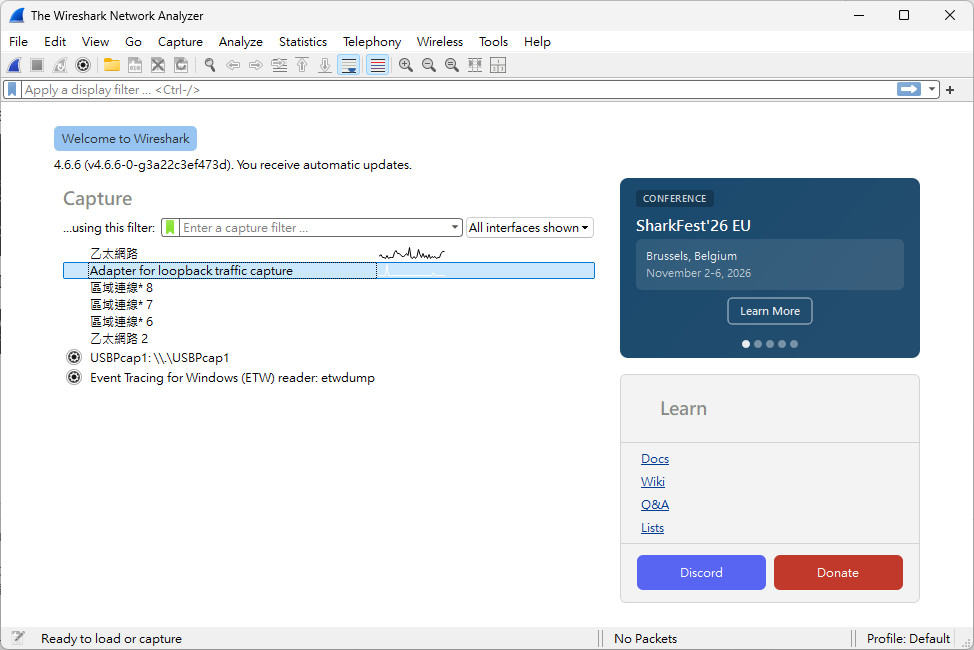 The Wireshark Network Analyzer
File Edit View Go Capture Analyze Statistics Telephony Wireless Tools Help
Apply a display filter ... <Ctrl-/>
Welcome to Wireshark
4.6.6 (v4.6.6-0-g3a22c3ef473d). You receive automatic updates.
Capture
...using this filter: Enter a capture filter ... All interfaces shown
乙太網路
Adapter for loopback traffic capture
區域連線* 8
區域連線* 7
區域連線* 6
乙太網路 2
USBPcap1: \\.\USBPcap1
Event Tracing for Windows (ETW) reader: etwdump
CONFERENCE
SharkFest'26 EU
Brussels, Belgium
November 2-6, 2026
Learn More
Learn
Docs
Wiki
Q&A
Lists
Discord Donate
Ready to load or capture No Packets Profile: Default